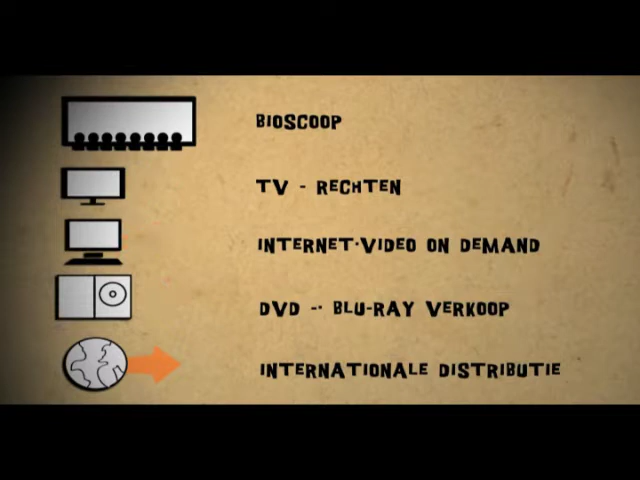 BIOSCOOP
TV - RECHTEN
INTERNET-VIDEO ON DEMAND
DVD -- BLU-RAY VERKOOP
INTERNATIONALE DISTRIBUTIE